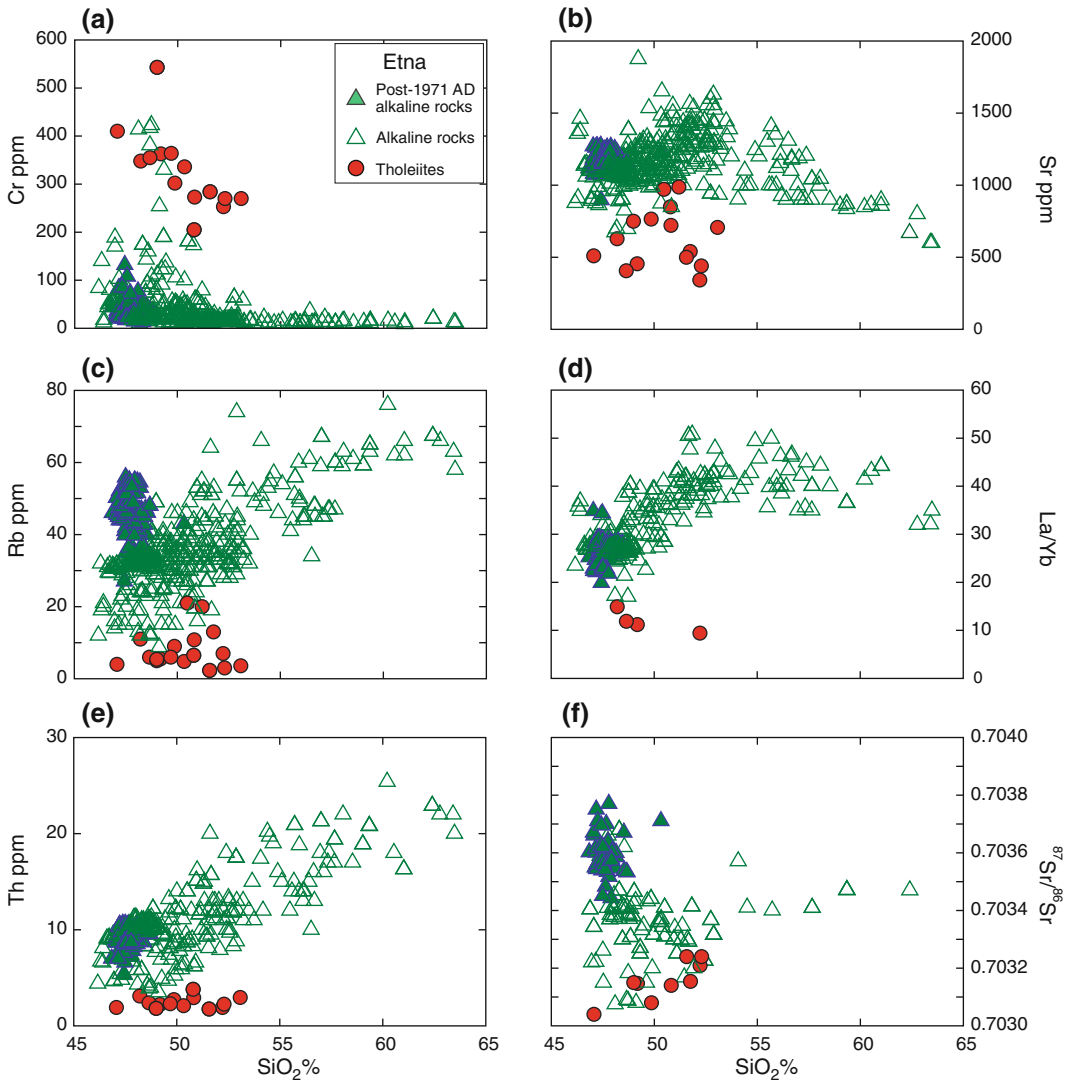 (a)
(b)
600
500
400
300
200
100
0
Cr ppm
Etna
Post-1971 AD
alkaline rocks
Alkaline rocks
Tholeiites
2000
1500
1000
500
0
Sr ppm
(c)
(d)
80
60
40
20
0
Rb ppm
60
50
40
30
20
10
0
La/Yb
(e)
(f)
30
20
10
0
Th ppm
45
50
55
60
65
SiO₂%
0.7040
0.7038
0.7036
0.7034
0.7032
0.7030
⁸⁷Sr/⁸⁶Sr
45
50
55
60
65
SiO₂%